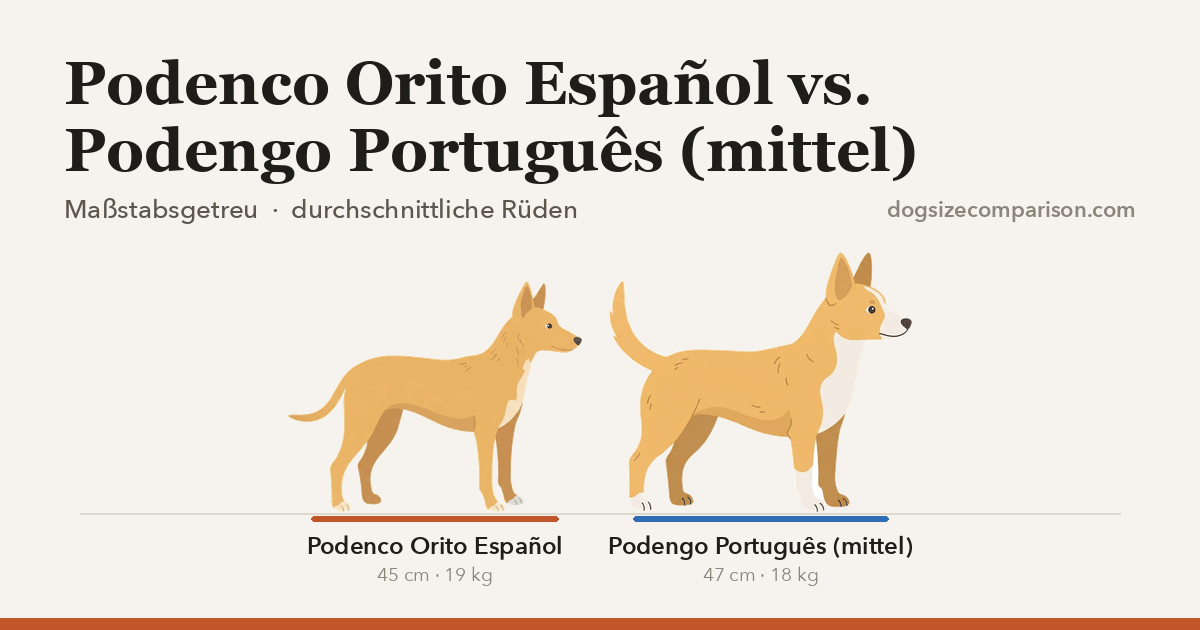 Podenco Orito Español vs.
Podengo Português (mittel)
Maßstabsgetreu · durchschnittliche Rüden
dogsizecomparison.com
Podenco Orito Español
45 cm · 19 kg
Podengo Português (mittel)
47 cm · 18 kg